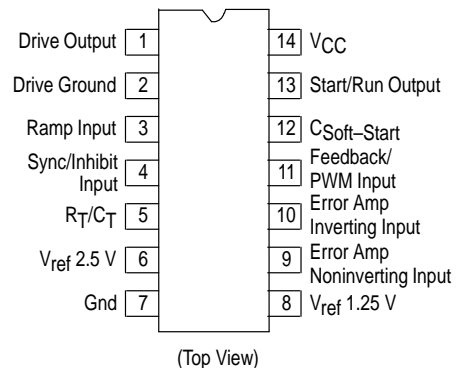 Drive Output 1
Drive Ground 2
Ramp Input 3
Sync/Inhibit
Input 4
RT/CT 5
Vref 2.5 V 6
Gnd 7
14 VCC
13 Start/Run Output
12 CSoft–Start
11 Feedback/
PWM Input
10 Error Amp
Inverting Input
9 Error Amp
Noninverting Input
8 Vref 1.25 V
(Top View)